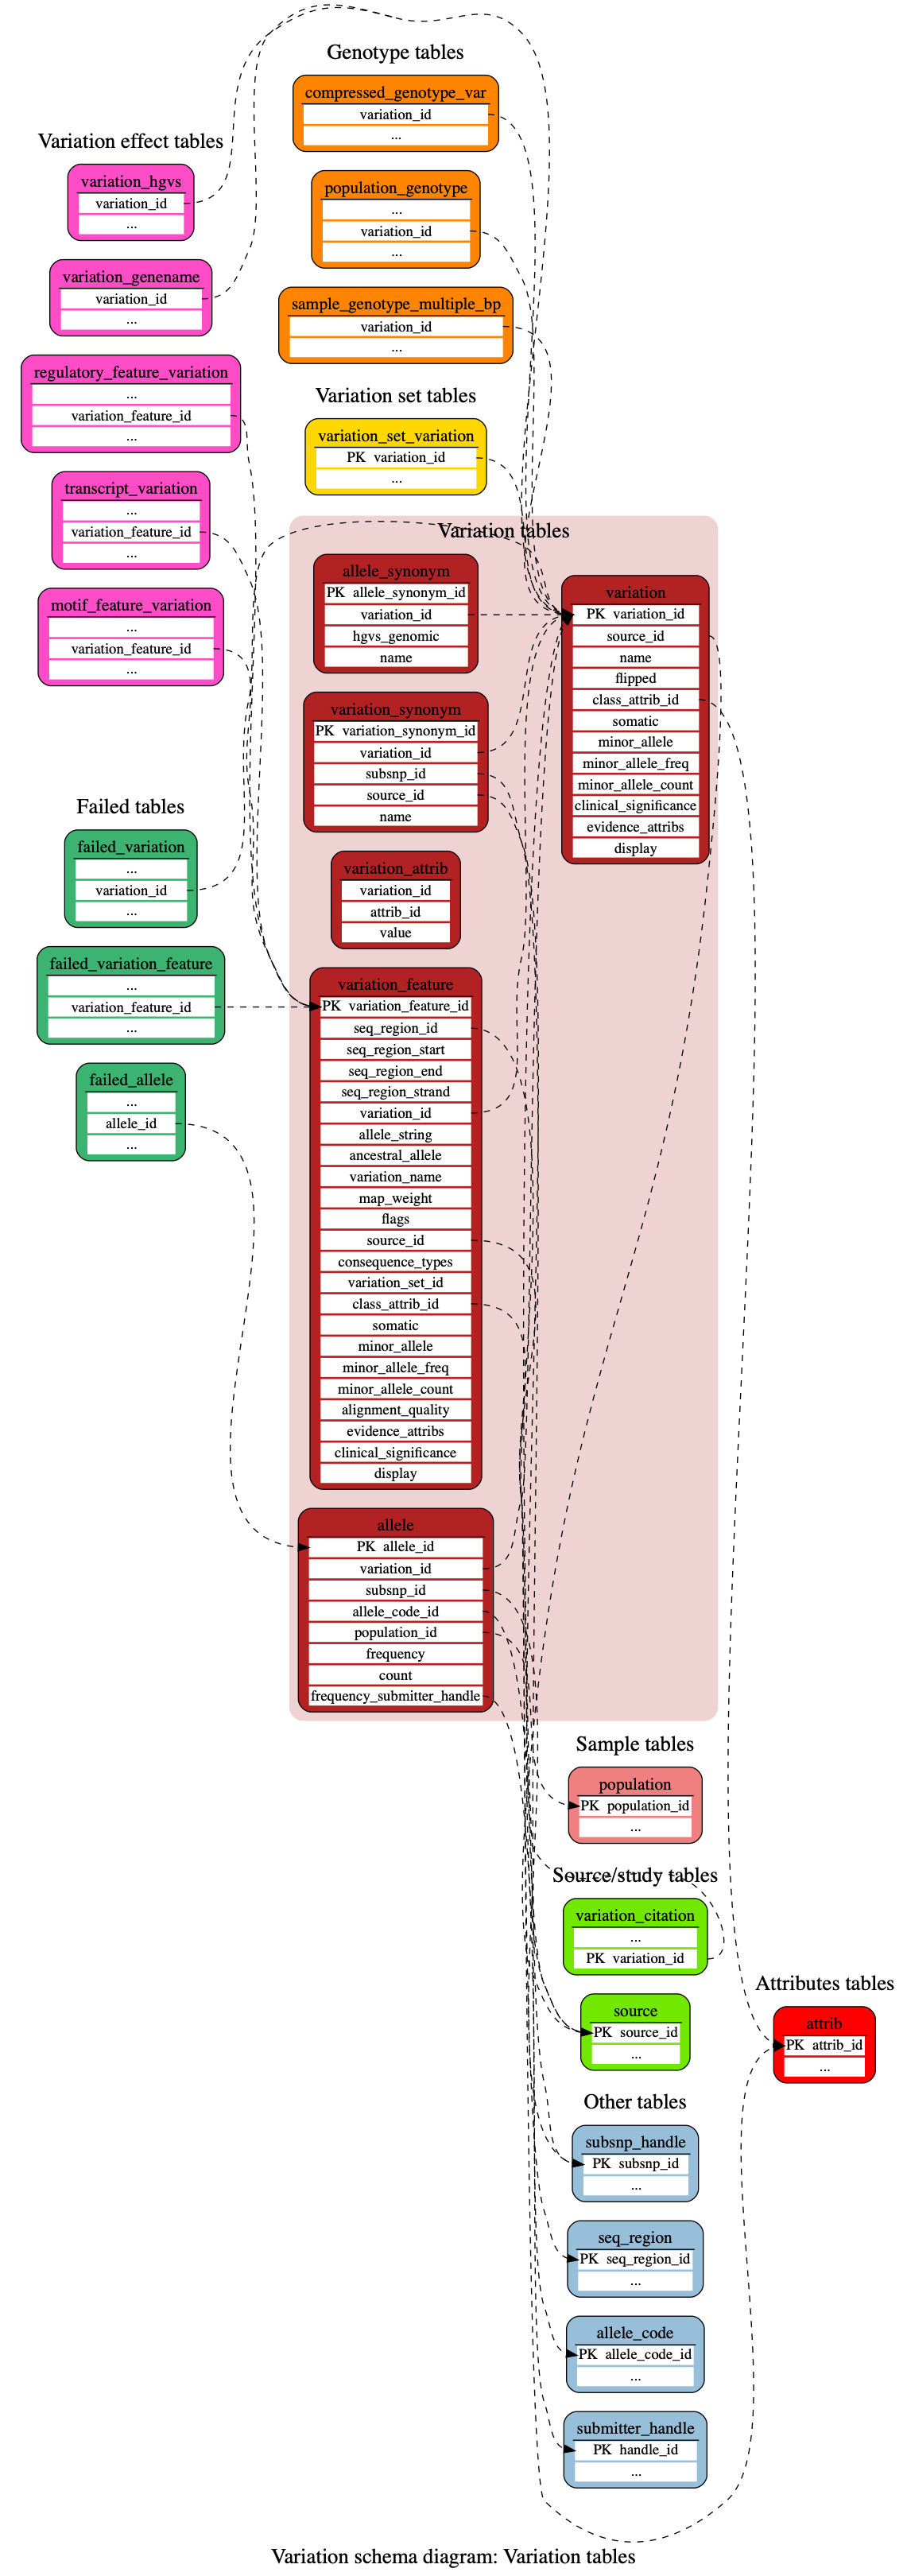 Genotype tables
compressed_genotype_var
variation_id
...
population_genotype
...
variation_id
...
sample_genotype_multiple_bp
variation_id
...
Variation effect tables
variation_hgvs
variation_id
...
variation_genename
variation_id
...
regulatory_feature_variation
...
variation_feature_id
...
transcript_variation
...
variation_feature_id
...
motif_feature_variation
...
variation_feature_id
...
Variation set tables
variation_set_variation
PK variation_id
...
Variation tables
allele_synonym
PK allele_synonym_id
variation_id
hgvs_genomic
name
variation
PK variation_id
source_id
name
flipped
class_attrib_id
somatic
minor_allele
minor_allele_freq
minor_allele_count
clinical_significance
evidence_attribs
display
variation_synonym
PK variation_synonym_id
variation_id
subsnp_id
source_id
name
variation_attrib
variation_id
attrib_id
value
variation_feature
PK variation_feature_id
seq_region_id
seq_region_start
seq_region_end
seq_region_strand
variation_id
allele_string
ancestral_allele
variation_name
map_weight
flags
source_id
consequence_types
variation_set_id
class_attrib_id
somatic
minor_allele
minor_allele_freq
minor_allele_count
alignment_quality
evidence_attribs
clinical_significance
display
allele
PK allele_id
variation_id
subsnp_id
allele_code_id
population_id
frequency
count
frequency_submitter_handle
Failed tables
failed_variation
...
variation_id
...
failed_variation_feature
...
variation_feature_id
...
failed_allele
...
allele_id
...
Sample tables
population
PK population_id
...
Source/study tables
variation_citation
...
PK variation_id
source
PK source_id
...
Attributes tables
attrib
PK attrib_id
...
Other tables
subsnp_handle
PK subsnp_id
...
seq_region
PK seq_region_id
...
allele_code
PK allele_code_id
...
submitter_handle
PK handle_id
...
Variation schema diagram: Variation tables